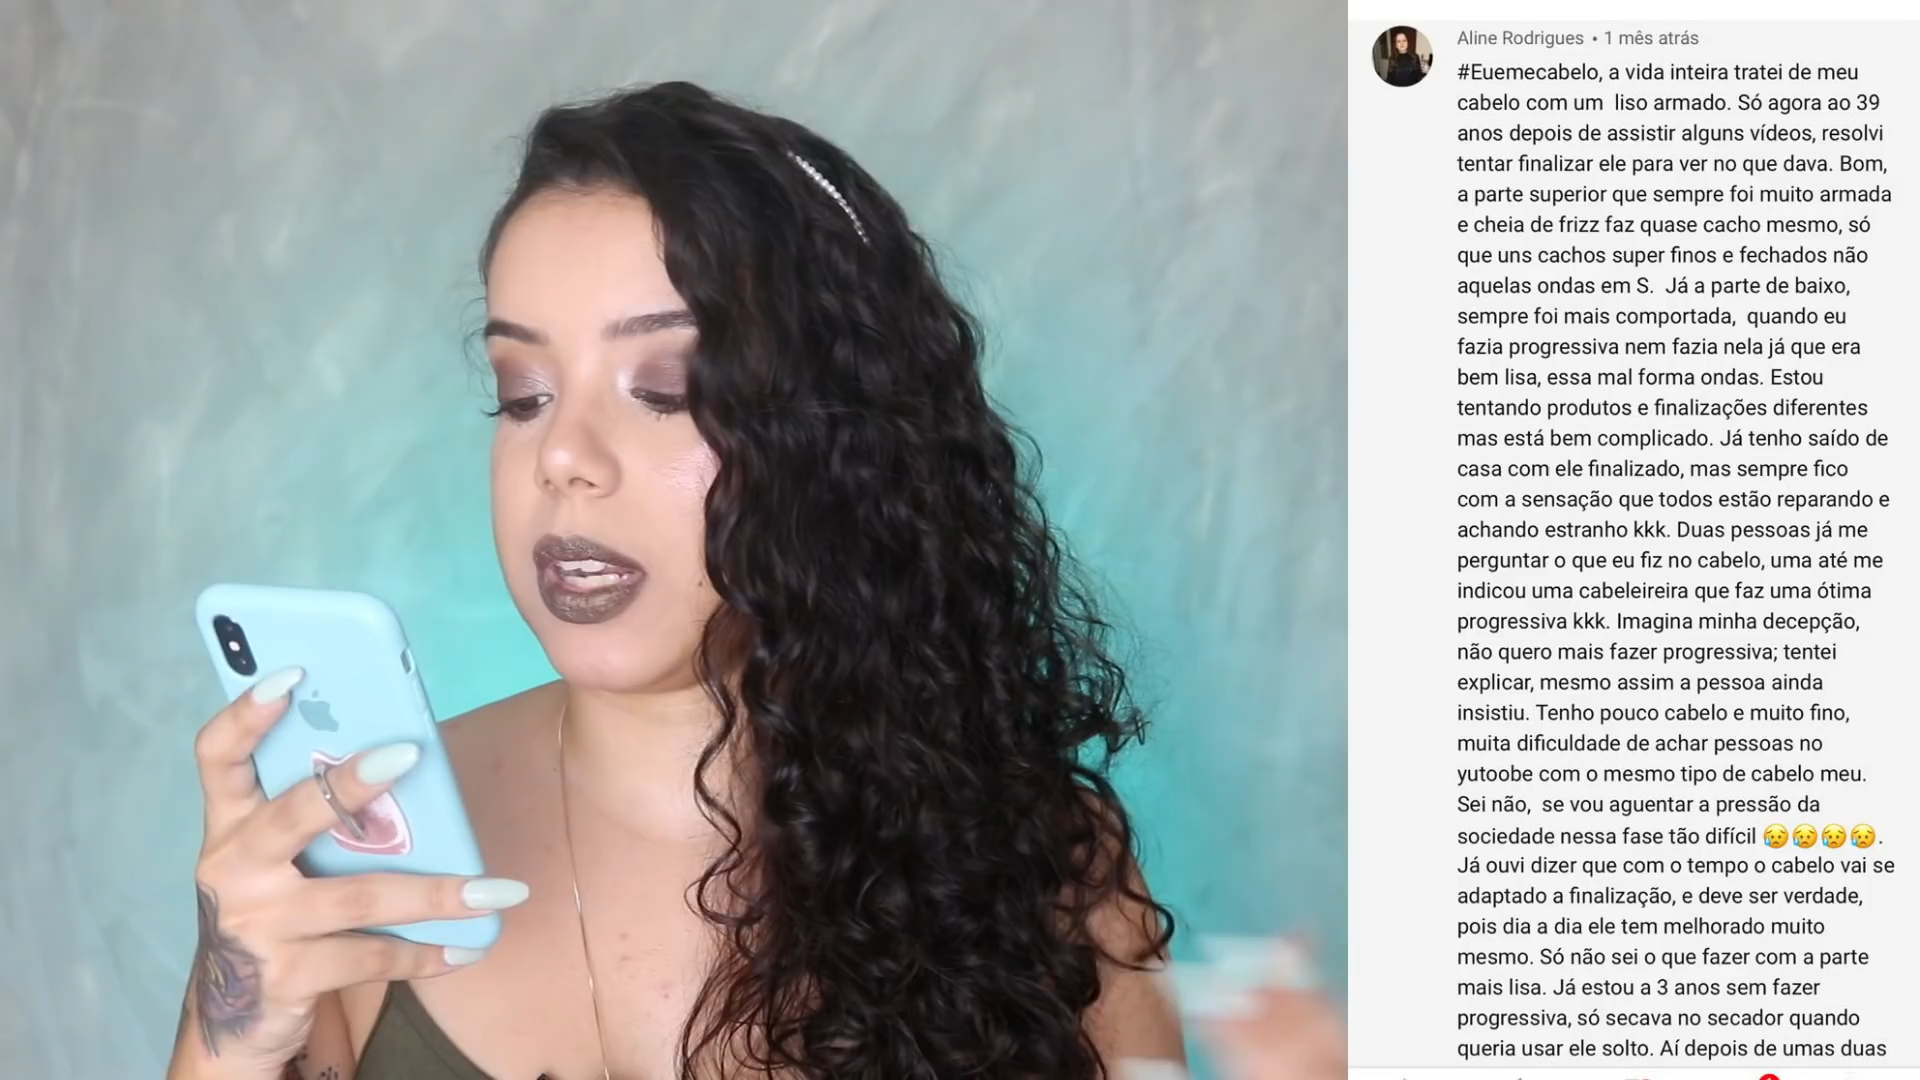 Aline Rodrigues • 1 mês atrás
#Euemecabelo, a vida inteira tratei de meu
cabelo com um  liso armado. Só agora ao 39
anos depois de assistir alguns vídeos, resolvi
tentar finalizar ele para ver no que dava. Bom,
a parte superior que sempre foi muito armada
e cheia de frizz faz quase cacho mesmo, só
que uns cachos super finos e fechados não
aquelas ondas em S.  Já a parte de baixo,
sempre foi mais comportada,  quando eu
fazia progressiva nem fazia nela já que era
bem lisa, essa mal forma ondas. Estou
tentando produtos e finalizações diferentes
mas está bem complicado. Já tenho saído de
casa com ele finalizado, mas sempre fico
com a sensação que todos estão reparando e
achando estranho kkk. Duas pessoas já me
perguntar o que eu fiz no cabelo, uma até me
indicou uma cabeleireira que faz uma ótima
progressiva kkk. Imagina minha decepção,
não quero mais fazer progressiva; tentei
explicar, mesmo assim a pessoa ainda
insistiu. Tenho pouco cabelo e muito fino,
muita dificuldade de achar pessoas no
yutoobe com o mesmo tipo de cabelo meu.
Sei não,  se vou aguentar a pressão da
sociedade nessa fase tão difícil 😥😥😥😥.
Já ouvi dizer que com o tempo o cabelo vai se
adaptado a finalização, e deve ser verdade,
pois dia a dia ele tem melhorado muito
mesmo. Só não sei o que fazer com a parte
mais lisa. Já estou a 3 anos sem fazer
progressiva, só secava no secador quando
queria usar ele solto. Aí depois de umas duas